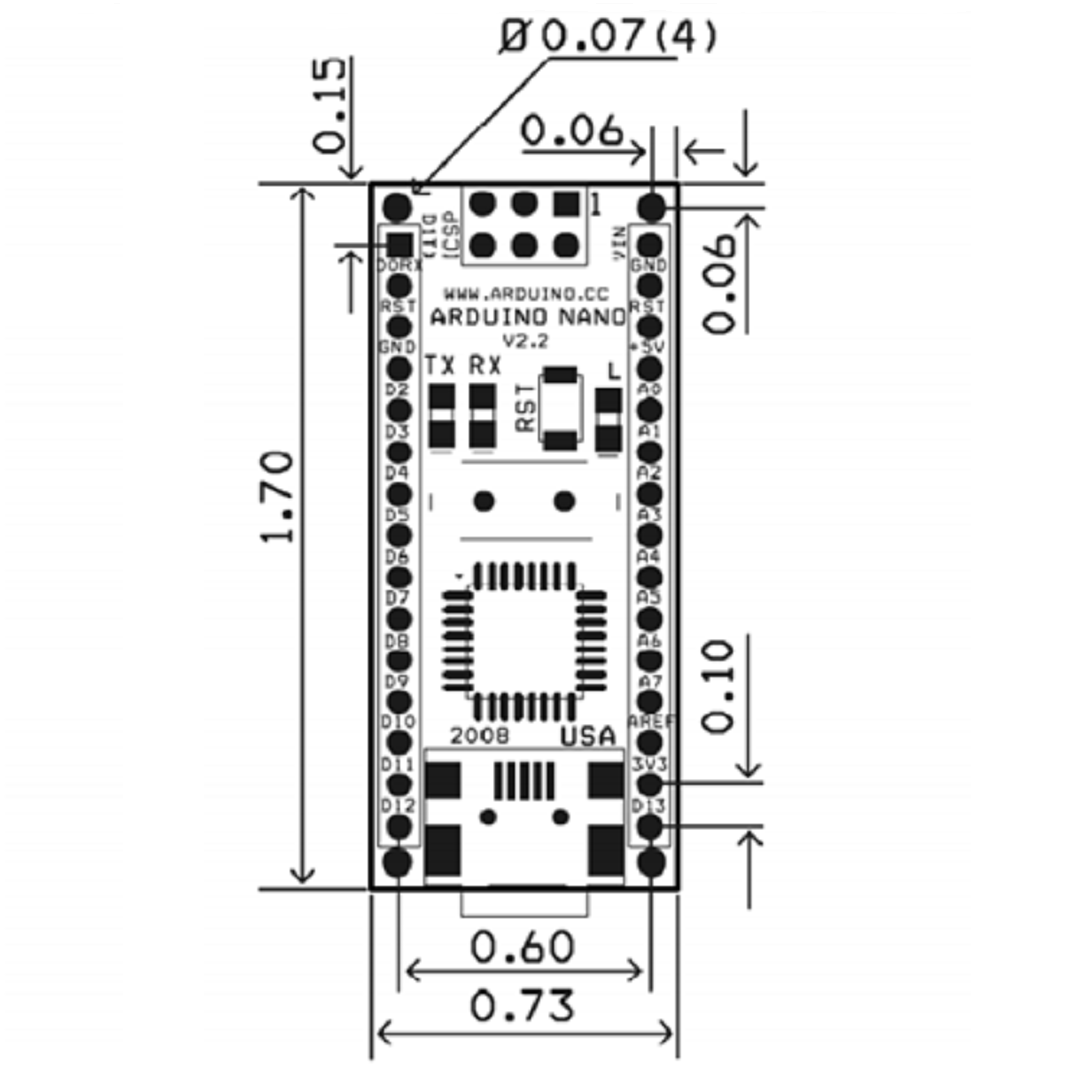 Ø0.07(4)
0.15
0.06
1
D1TX
ICSP
VIN
DORX
GND
0.06
WWW.ARDUINO.CC
RST
ARDUINO NANO
RST
V2.2
GND
+5V
TX RX
L
D2
RST
A0
D3
A1
D4
A2
1.70
D5
A3
D6
A4
D7
A5
D8
A6
D9
A7
0.10
D10
AREF
2008
USA
D11
3V3
D12
D13
0.60
0.73